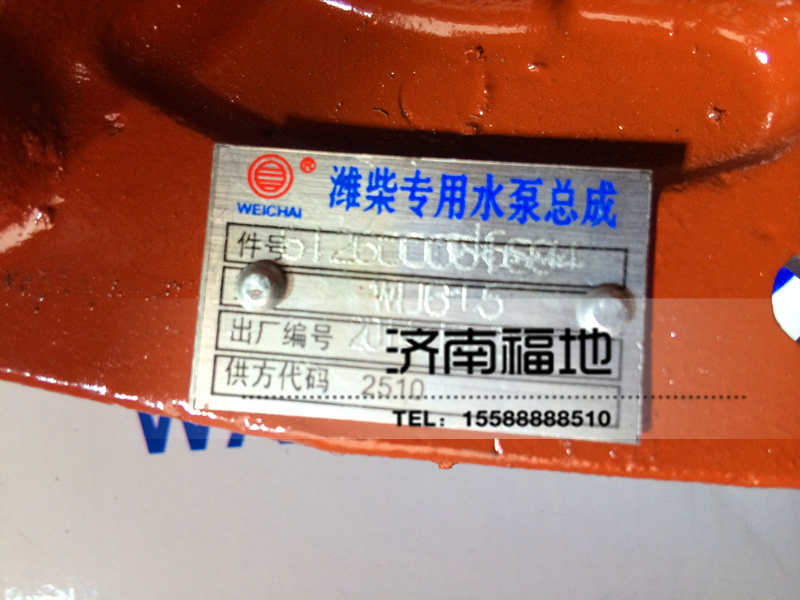 WEICHAI
®
潍柴专用水泵总成
件号
WD615
出厂编号
济南福地
供方代码 2510
TEL：15588888510